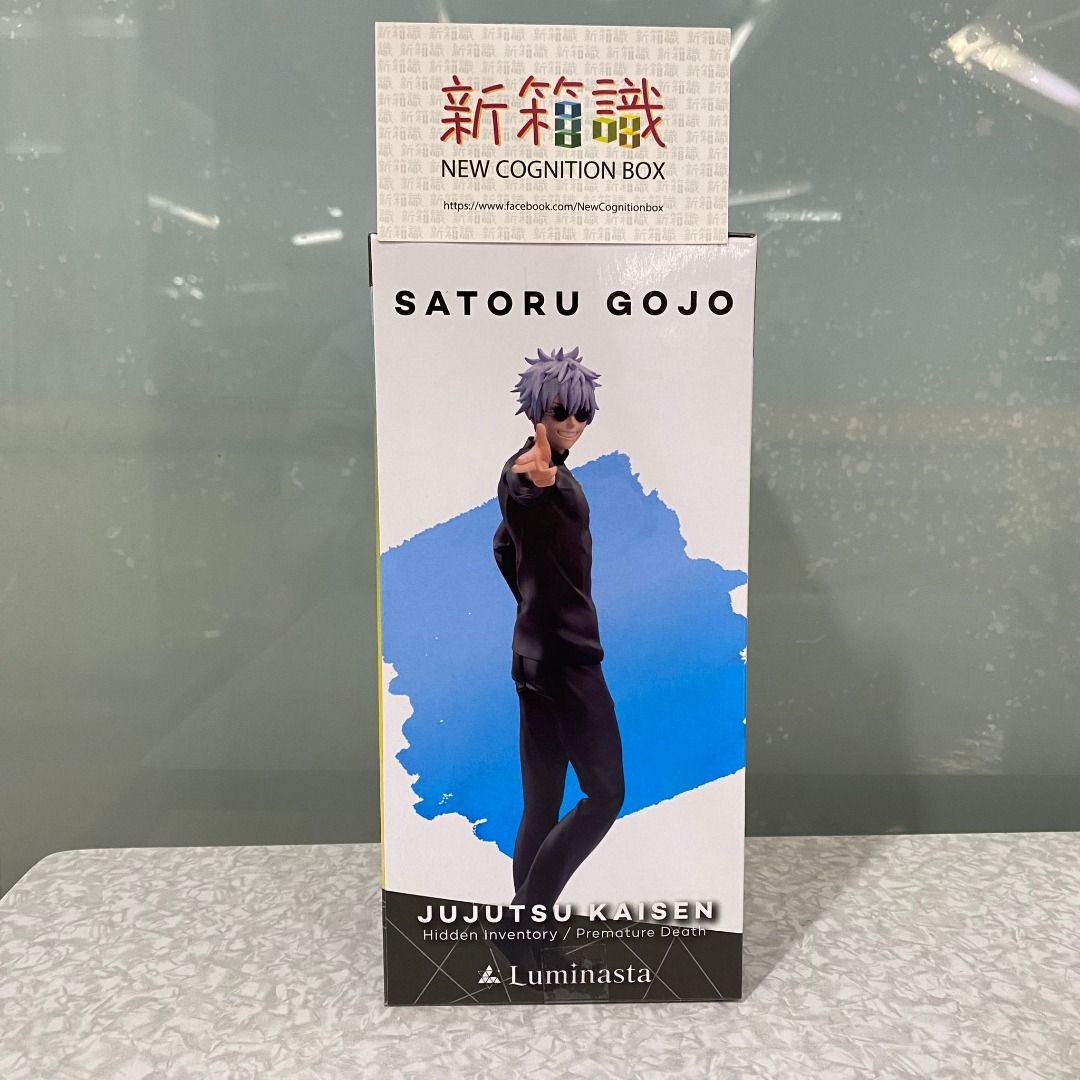 新箱識
NEW COGNITION BOX
https://www.facebook.com/NewCognitionbox
SATORU GOJO
JUJUTSU KAISEN
Hidden Inventory / Premature Death
Luminasta